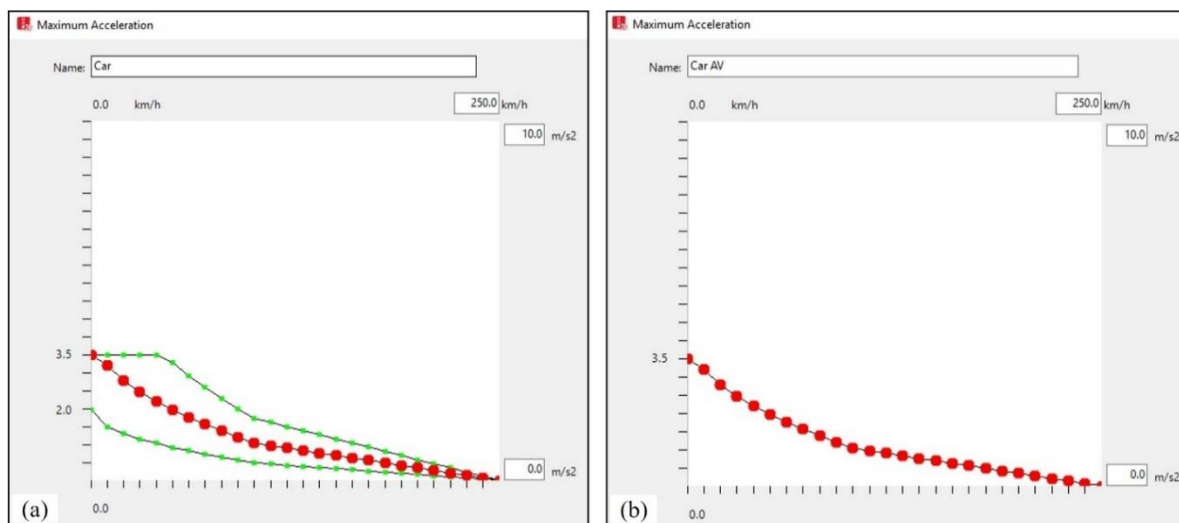 Maximum Acceleration
Name: Car
0.0 km/h 250.0 km/h
10.0 m/s2
3.5
2.0
0.0 m/s2
0.0
(a)
Maximum Acceleration
Name: Car AV
0.0 km/h 250.0 km/h
10.0 m/s2
3.5
0.0 m/s2
0.0
(b)